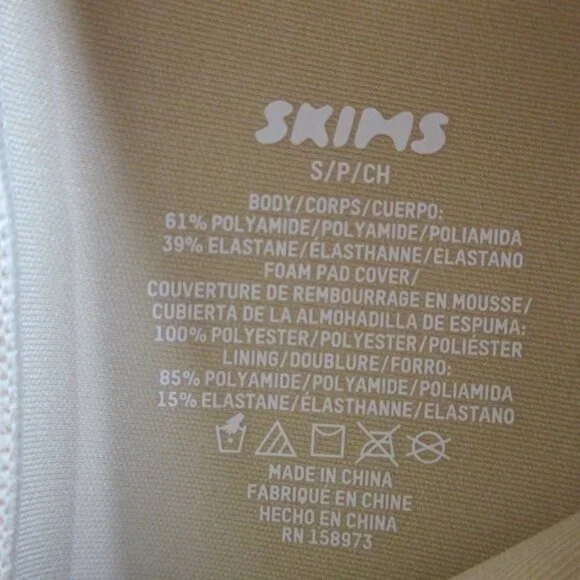 SKIMS
S/P/CH
BODY/CORPS/CUERPO:
61% POLYAMIDE/POLYAMIDE/POLIAMIDA
39% ELASTANE/ÉLASTHANNE/ELASTANO
FOAM PAD COVER/
COUVERTURE DE REMBOURRAGE EN MOUSSE/
CUBIERTA DE LA ALMOHADILLA DE ESPUMA:
100% POLYESTER/POLYESTER/POLIÉSTER
LINING/DOUBLURE/FORRO:
85% POLYAMIDE/POLYAMIDE/POLIAMIDA
15% ELASTANE/ÉLASTHANNE/ELASTANO
MADE IN CHINA
FABRIQUÉ EN CHINE
HECHO EN CHINA
RN 158973